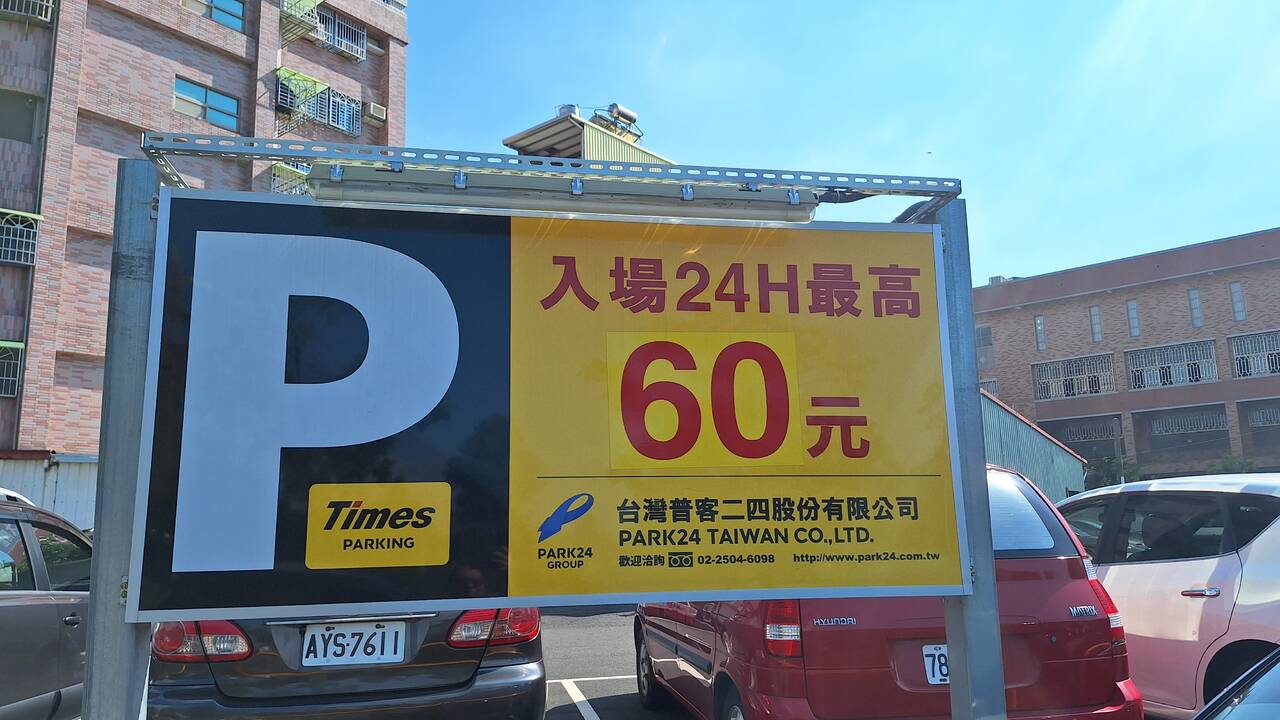 P
Times
PARKING
入場24H最高
60元
PARK24
GROUP
台灣普客二四股份有限公司
PARK24 TAIWAN CO.,LTD.
歡迎洽詢 02-2504-6098 http://www.park24.com.tw
AYS-7611
HYUNDAI
MATRIX
78